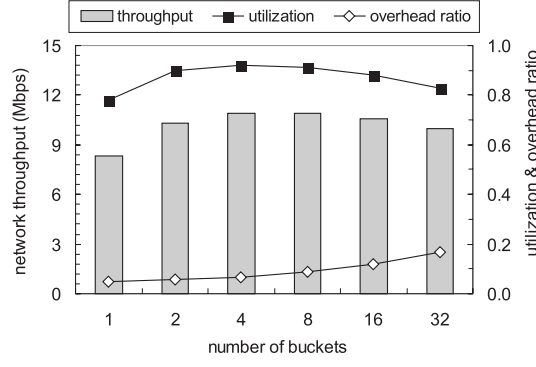 throughput utilization overhead ratio
network throughput (Mbps)
15
12
9
6
3
0
1.0
0.8
0.6
0.4
0.2
0.0
utilization & overhead ratio
1 2 4 8 16 32
number of buckets